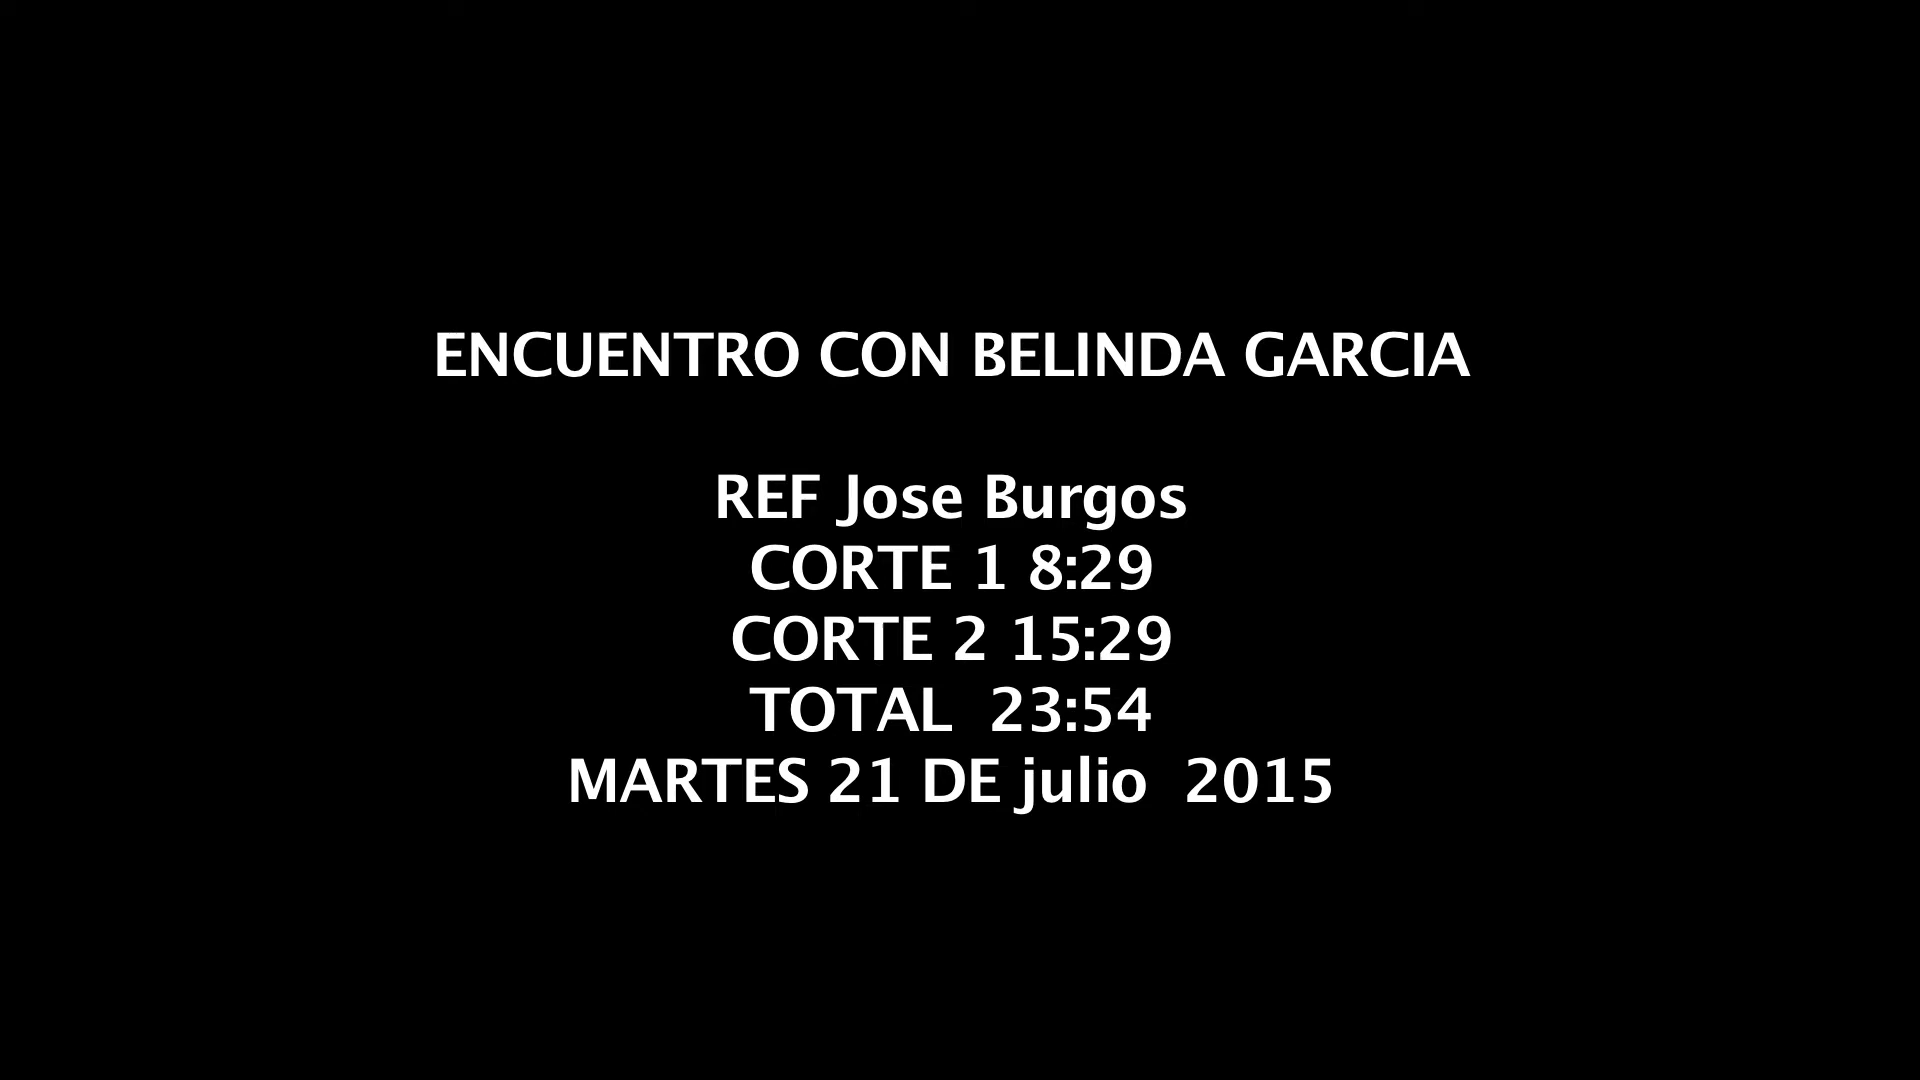 ENCUENTRO CON BELINDA GARCIA
REF Jose Burgos
CORTE 1 8:29
CORTE 2 15:29
TOTAL  23:54
MARTES 21 DE julio  2015